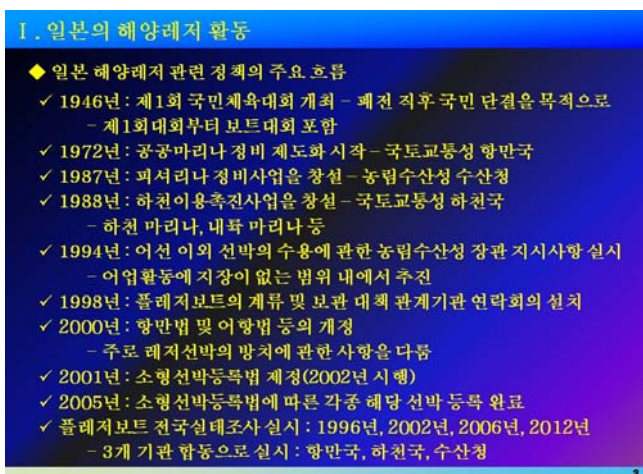 Ⅰ. 일본의 해양레저 활동
◆ 일본 해양레저 관련 정책의 주요 흐름
✓ 1946년 : 제1회 국민체육대회 개최 – 패전 직후 국민 단결을 목적으로
– 제1회대회부터 보트대회 포함
✓ 1972년 : 공공마리나 정비 제도화 시작 – 국토교통성 항만국
✓ 1987년 : 피셔리나 정비사업을 창설 – 농림수산성 수산청
✓ 1988년 : 하천이용촉진사업을 창설 – 국토교통성 하천국
– 하천 마리나, 내륙 마리나 등
✓ 1994년 : 어선 이외 선박의 수용에 관한 농림수산성 장관 지시사항 실시
– 어업활동에 지장이 없는 범위 내에서 추진
✓ 1998년 : 플레저보트의 계류 및 보관 대책 관계기관 연락회의 설치
✓ 2000년 : 항만법 및 어항법 등의 개정
– 주로 레저선박의 방치에 관한 사항을 다룸
✓ 2001년 : 소형선박등록법 제정(2002년 시행)
✓ 2005년 : 소형선박등록법에 따른 각종 해당 선박 등록 완료
✓ 플레저보트 전국실태조사 실시 : 1996년, 2002년, 2006년, 2012년
– 3개 기관 합동으로 실시 : 항만국, 하천국, 수산청